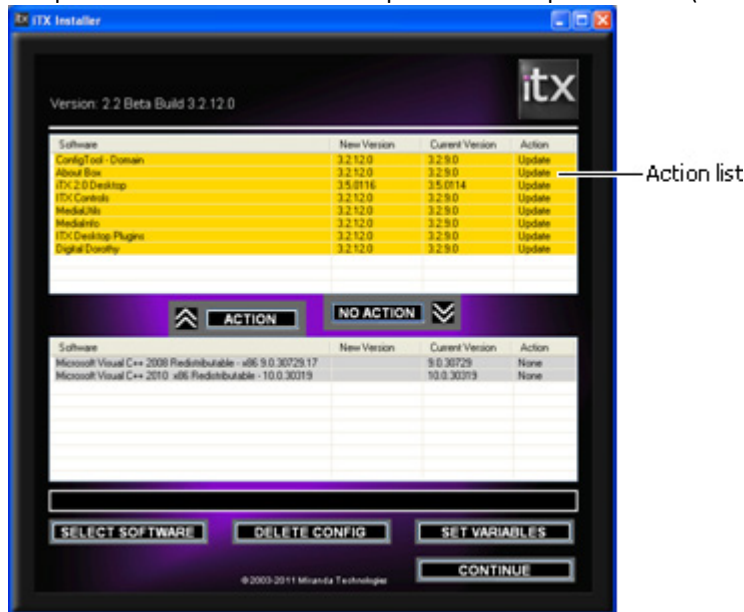 iTX Installer
itx
Version: 2.2 Beta Build 3.2.12.0
Software New Version Current Version Action
ConfigTool - Domain 3.2.12.0 3.2.9.0 Update
About Box 3.2.12.0 3.2.9.0 Update
iTX 2.0 Desktop 3.5.0116 3.5.0114 Update
ITX Controls 3.2.12.0 3.2.9.0 Update
MediaUtils 3.2.12.0 3.2.9.0 Update
MediaInfo 3.2.12.0 3.2.9.0 Update
ITX Desktop Plugins 3.2.12.0 3.2.9.0 Update
Digital Dorothy 3.2.12.0 3.2.9.0 Update
Action list
ACTION NO ACTION
Software New Version Current Version Action
Microsoft Visual C++ 2008 Redistributable - x86 9.0.30729.17 9.0.30729 None
Microsoft Visual C++ 2010 x86 Redistributable - 10.0.30319 10.0.30319 None
SELECT SOFTWARE DELETE CONFIG SET VARIABLES
CONTINUE
©2003-2011 Miranda Technologies